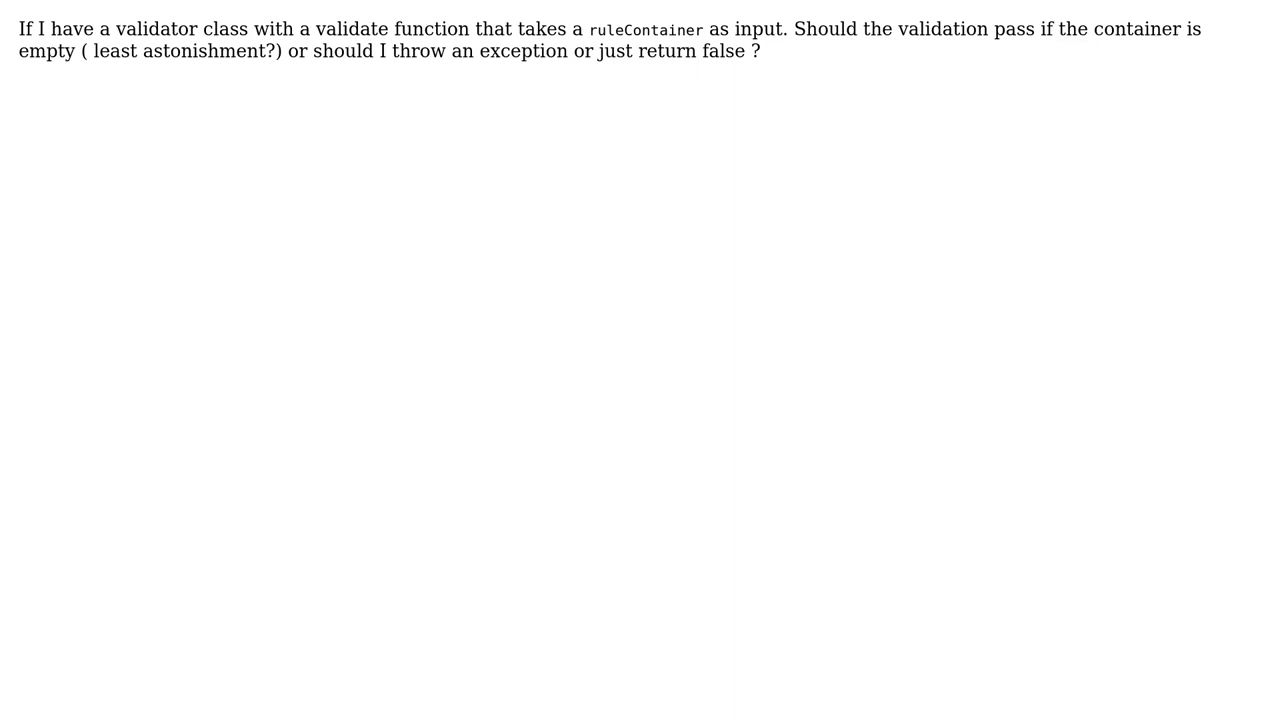 If I have a validator class with a validate function that takes a ruleContainer as input. Should the validation pass if the container is
empty ( least astonishment?) or should I throw an exception or just return false ?